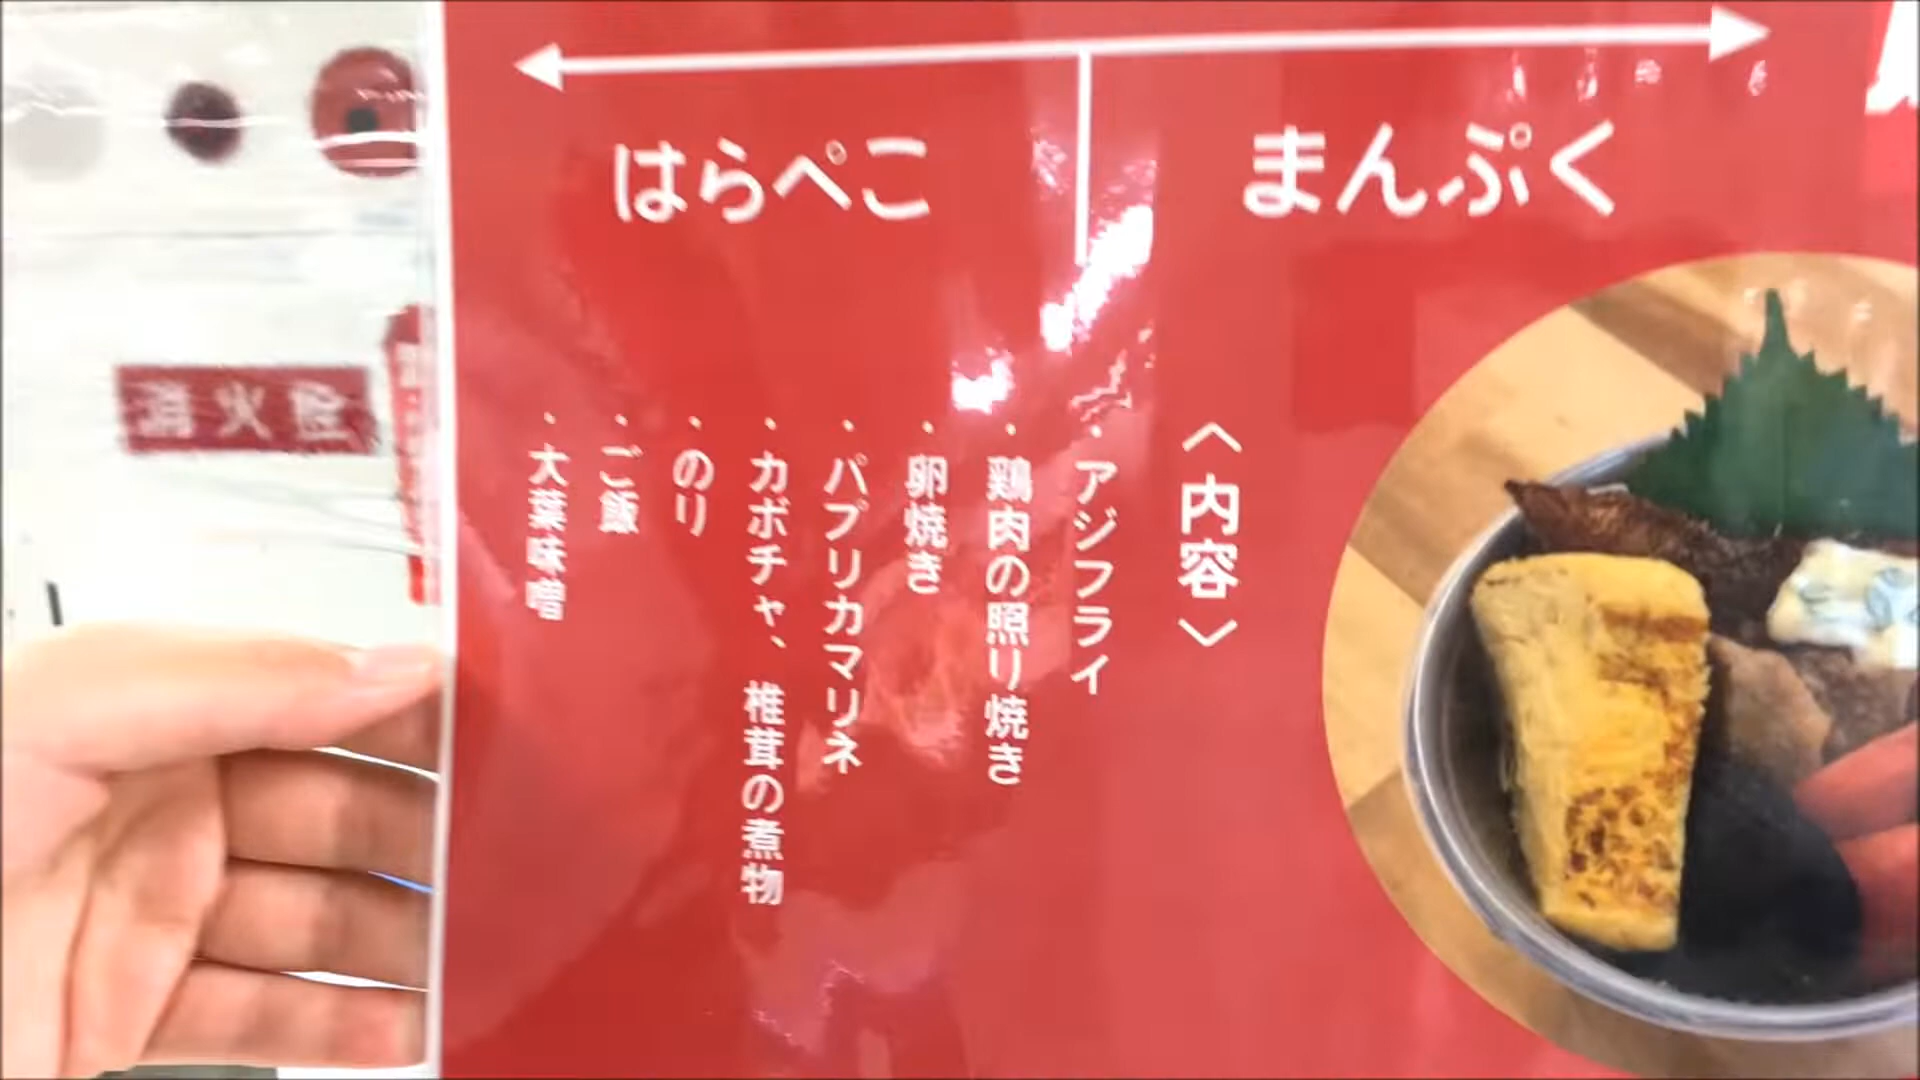 はらぺこ
まんぷく
〈内容〉
・アジフライ
・鶏肉の照り焼き
・卵焼き
・パプリカマリネ
・カボチャ、椎茸の煮物
・のり
・ご飯
・大葉味噌
消火栓